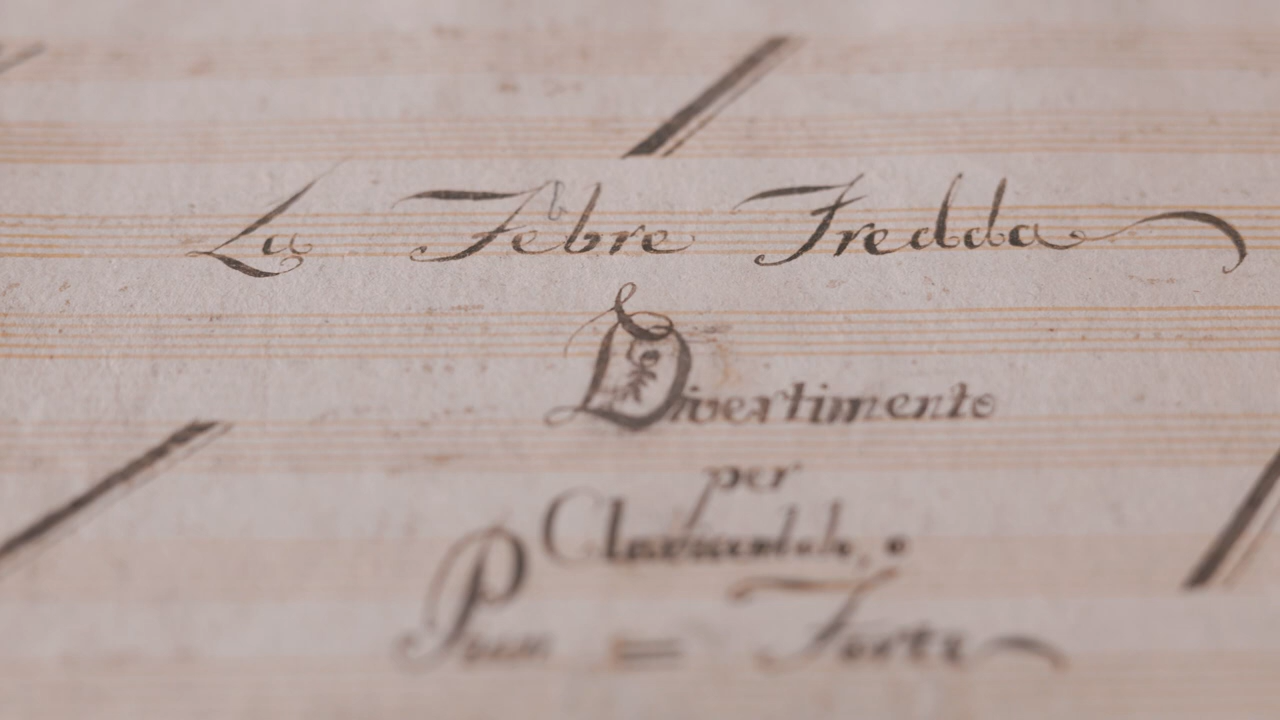 La Febre Fredda
Divertimento
per
Clavicembalo, o
Piano = Forte